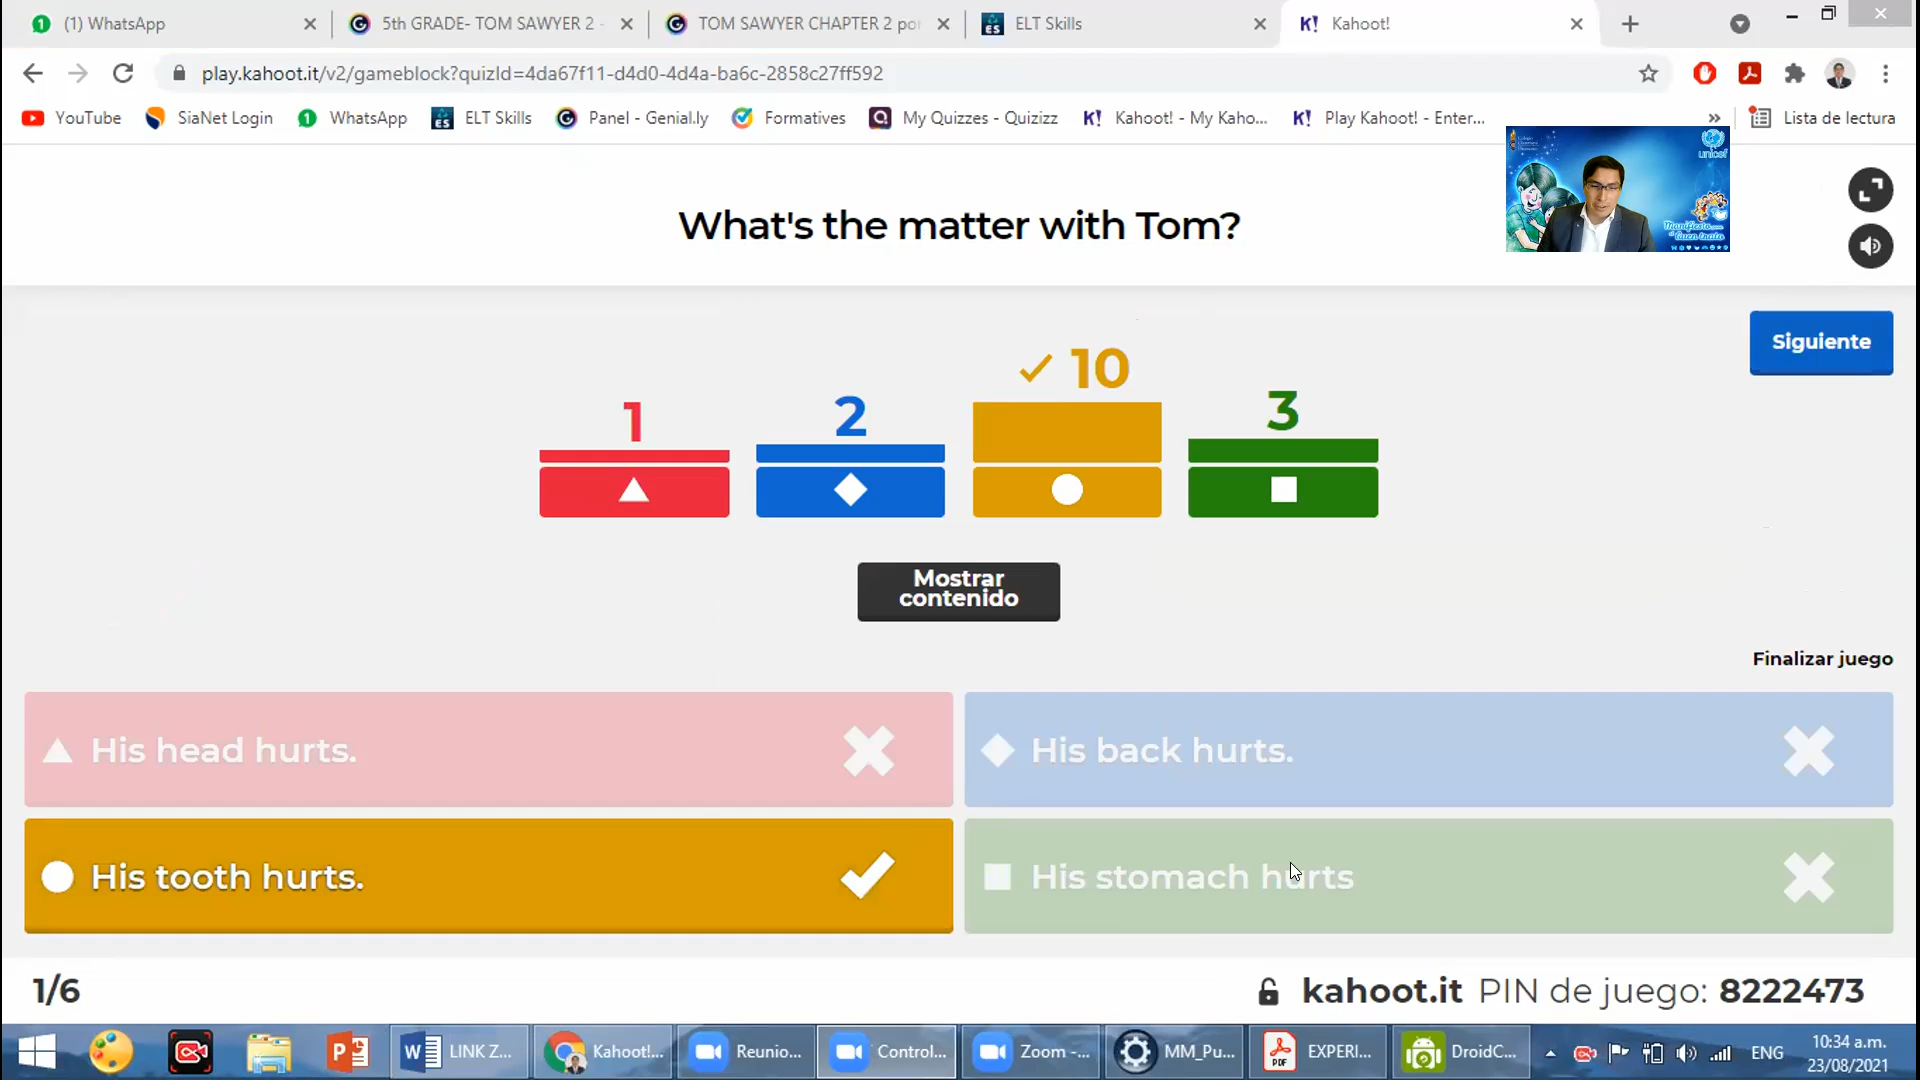 (1) WhatsApp
5th GRADE- TOM SAWYER 2 -
TOM SAWYER CHAPTER 2 por
ELT Skills
Kahoot!
play.kahoot.it/v2/gameblock?quizId=4da67f11-d4d0-4d4a-ba6c-2858c27ff592
YouTube
SiaNet Login
WhatsApp
ELT Skills
Panel - Genial.ly
Formatives
My Quizzes - Quizizz
Kahoot! - My Kaho...
Play Kahoot! - Enter...
»
Lista de lectura
unicef
What's the matter with Tom?
Siguiente
1
2
10
3
Mostrar
contenido
Finalizar juego
His head hurts.
His back hurts.
His tooth hurts.
His stomach hurts
1/6
kahoot.it PIN de juego: 8222473
LINK Z...
Kahoot!...
Reunio...
Control...
Zoom -...
MM_Pu...
EXPERI...
DroidC...
ENG
10:34 a.m.
23/08/2021